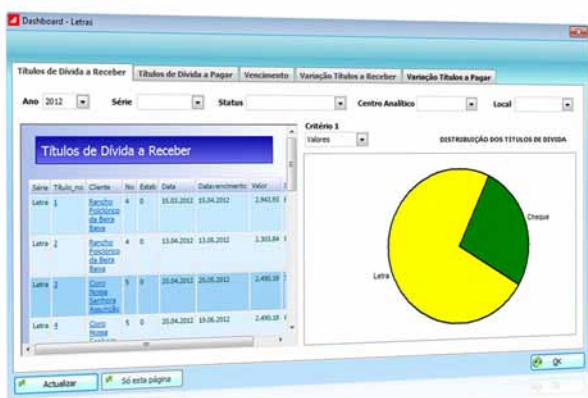 Dashboard - Letras
Títulos de Dívida a Receber Títulos de Dívida a Pagar Vencimento Variação Títulos a Receber Variação Títulos a Pagar
Ano 2012 Série Status Centro Analítico Local
Critério 1
Valores DISTRIBUIÇÃO DOS TÍTULOS DE DIVIDA
Títulos de Dívida a Receber
Série Título_no Cliente No Estab Data Datavencimento Valor
Letra 1 Rancho Folclórico da Beira Baixa 4 0 15.03.2012 15.04.2012 2.943,93
Letra 2 Rancho Folclórico da Beira Baixa 4 0 13.04.2012 13.05.2012 1.303,84
Letra 3 Coro Nossa Senhora Assunção 5 0 20.04.2012 20.05.2012 2.490,18
Letra 4 Coro Nossa 5 0 20.04.2012 19.06.2012 2.490,18
Cheque
Letra
Actualizar Só esta página OK